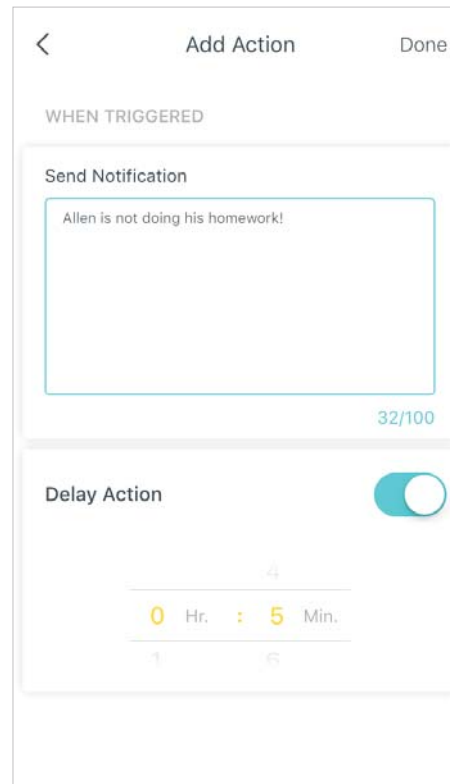 Add Action Done
WHEN TRIGGERED
Send Notification
Allen is not doing his homework!
32/100
Delay Action
4
0 Hr. : 5 Min.
1 6